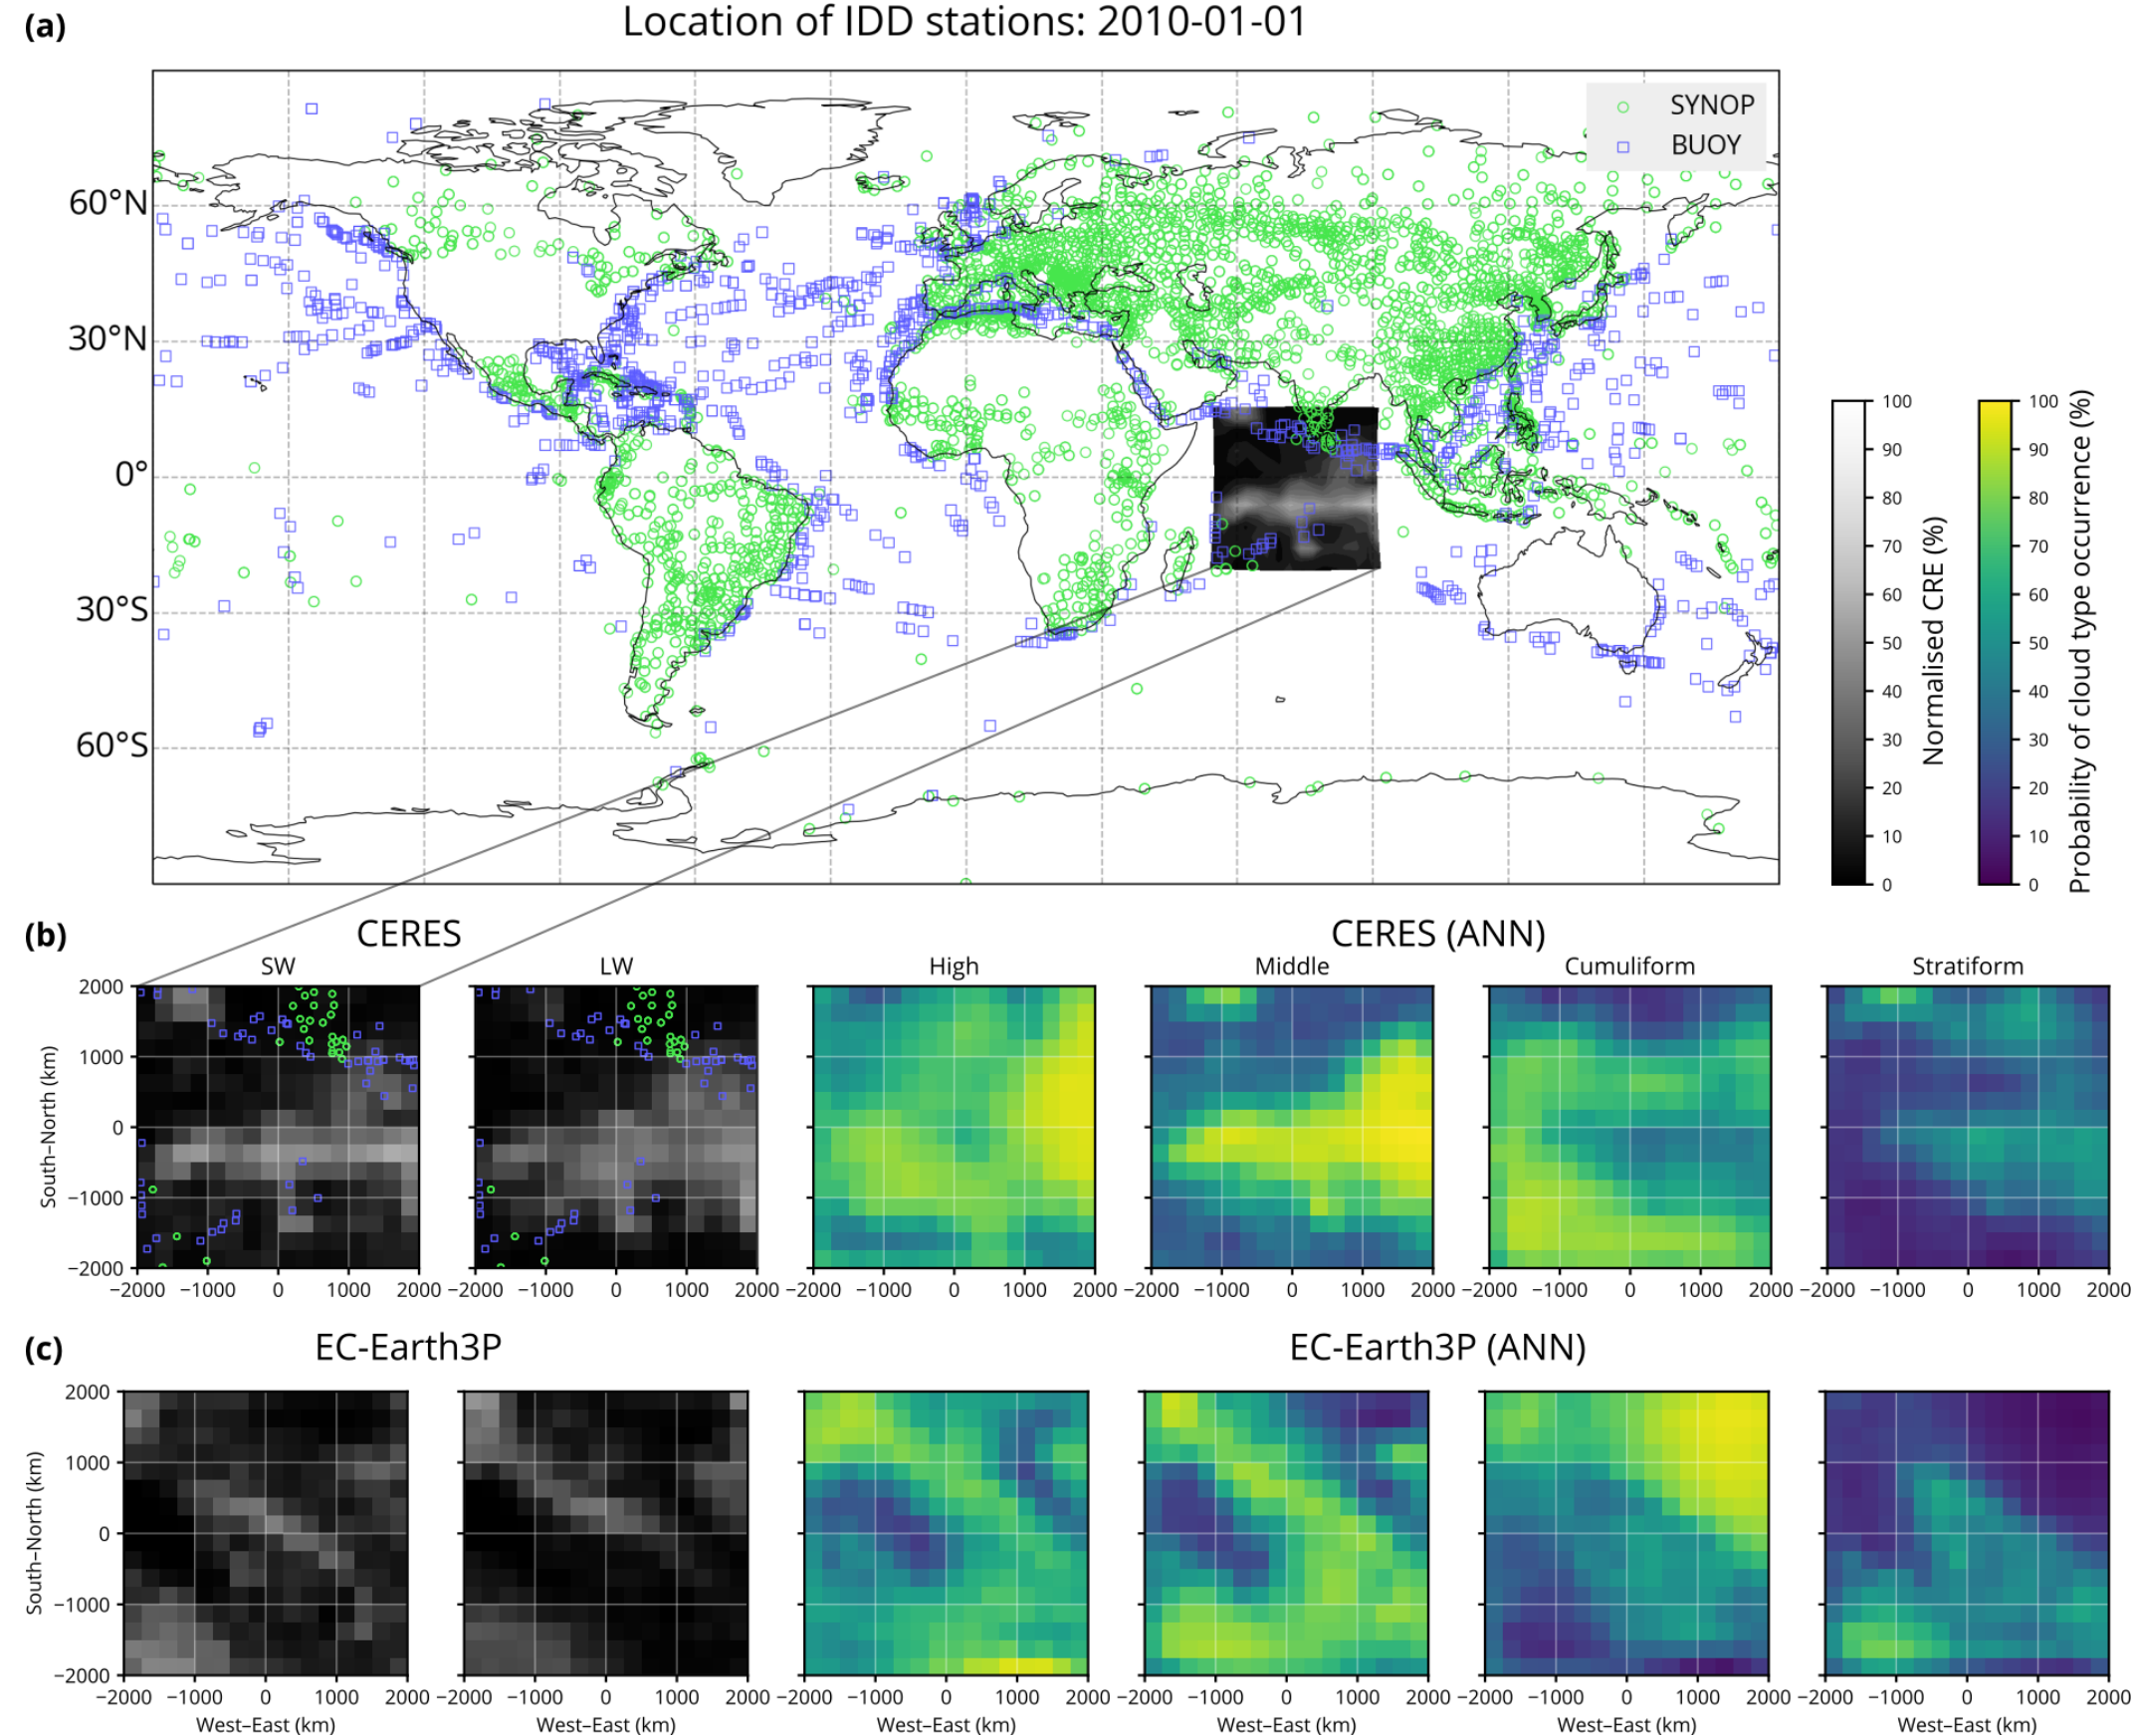 (a)
Location of IDD stations: 2010-01-01
SYNOP
BUOY
60°N
30°N
0°
30°S
60°S
100
90
80
70
60
50
40
30
20
10
0
Normalised CRE (%)
100
90
80
70
60
50
40
30
20
10
0
Probability of cloud type occurrence (%)
(b)
CERES
CERES (ANN)
SW
LW
High
Middle
Cumuliform
Stratiform
2000
1000
0
−1000
−2000
South–North (km)
−2000 −1000 0 1000 2000
−2000 −1000 0 1000 2000
−2000 −1000 0 1000 2000
−2000 −1000 0 1000 2000
−2000 −1000 0 1000 2000
−2000 −1000 0 1000 2000
(c)
EC-Earth3P
EC-Earth3P (ANN)
2000
1000
0
−1000
−2000
South–North (km)
−2000 −1000 0 1000 2000
−2000 −1000 0 1000 2000
−2000 −1000 0 1000 2000
−2000 −1000 0 1000 2000
−2000 −1000 0 1000 2000
−2000 −1000 0 1000 2000
West–East (km)
West–East (km)
West–East (km)
West–East (km)
West–East (km)
West–East (km)